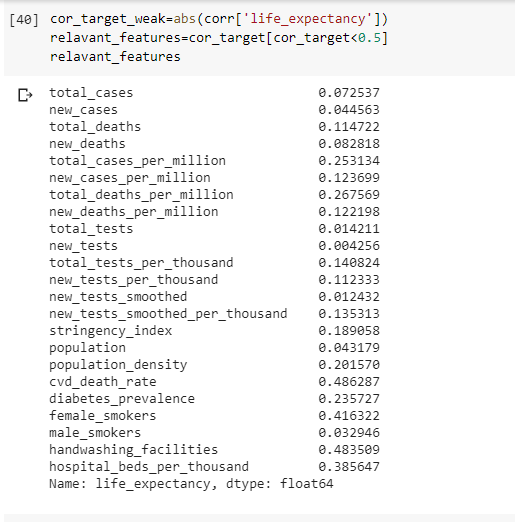 [40] cor_target_weak=abs(corr['life_expectancy'])
relavant_features=cor_target[cor_target<0.5]
relavant_features
total_cases 0.072537
new_cases 0.044563
total_deaths 0.114722
new_deaths 0.082818
total_cases_per_million 0.253134
new_cases_per_million 0.123699
total_deaths_per_million 0.267569
new_deaths_per_million 0.122198
total_tests 0.014211
new_tests 0.004256
total_tests_per_thousand 0.140824
new_tests_per_thousand 0.112333
new_tests_smoothed 0.012432
new_tests_smoothed_per_thousand 0.135313
stringency_index 0.189058
population 0.043179
population_density 0.201570
cvd_death_rate 0.486287
diabetes_prevalence 0.235727
female_smokers 0.416322
male_smokers 0.032946
handwashing_facilities 0.483509
hospital_beds_per_thousand 0.385647
Name: life_expectancy, dtype: float64